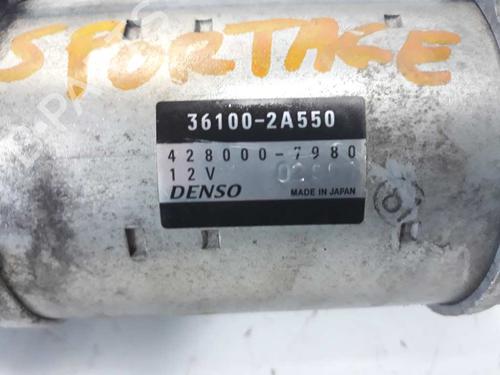 SPORTAGE
36100-2A550
428000-7980
12V
DENSO MADE IN JAPAN